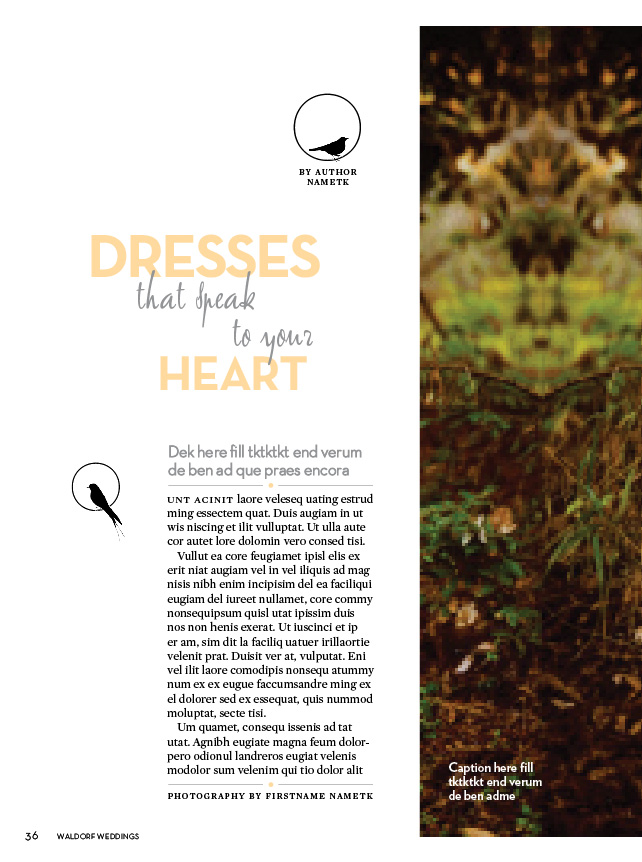 BY AUTHOR
NAMETK
DRESSES
that speak
to your
HEART
Dek here fill tktktkt end verum
de ben ad que praes encora
UNT ACINIT laore veleseq uating estrud
ming essectem quat. Duis augiam in ut
wis niscing et ilit vulluptat. Ut ulla aute
cor autet lore dolomin vero consed tisi.
Vullut ea core feugiamet ipisl elis ex
erit niat augiam vel in vel iliquis ad mag
nisis nibh enim incipisim del ea faciliqui
eugiam del iureet nullamet, core commy
nonsequipsum quisl utat ipissim duis
nos non henis exerat. Ut iuscinci et ip
er am, sim dit la faciliq uatuer irillaortie
velenit prat. Duisit ver at, vulputat. Eni
vel ilit laore comodipis nonsequ atummy
num ex ex eugue faccumsandre ming ex
el dolorer sed ex essequat, quis nummod
moluptat, secte tisi.
Um quamet, consequ issenis ad tat
utat. Agnibh eugiate magna feum dolor-
pero odionul landreros eugiat velenis
modolor sum velenim qui tio dolor alit
PHOTOGRAPHY BY FIRSTNAME NAMETK
Caption here fill
tktktkt end verum
de ben adme
36 WALDORF WEDDINGS